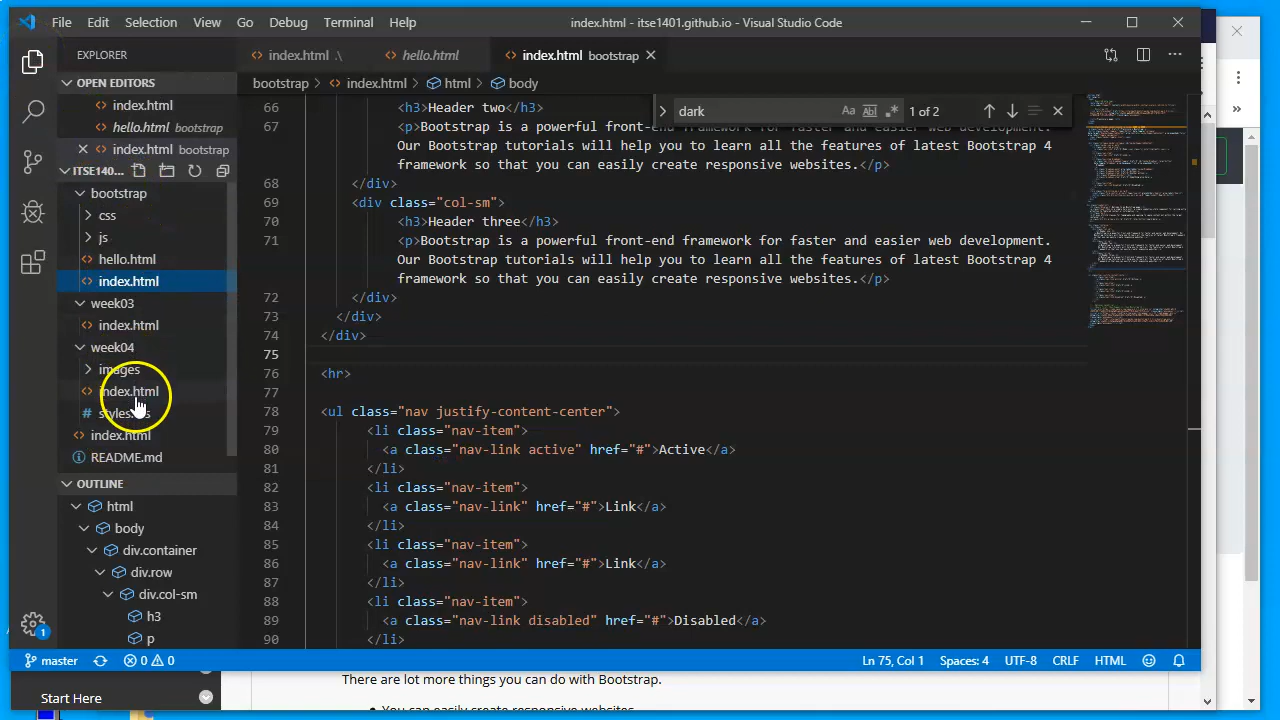 File Edit Selection View Go Debug Terminal Help index.html - itse1401.github.io - Visual Studio Code
EXPLORER
OPEN EDITORS
index.html
hello.html bootstrap
index.html bootstrap
ITSE140...
bootstrap
css
js
hello.html
index.html
week03
index.html
week04
images
index.html
index.html
README.md
OUTLINE
html
body
div.container
div.row
div.col-sm
h3
p
index.html .\ hello.html index.html bootstrap
bootstrap > index.html > html > body
dark Aa Abl .* 1 of 2
66 <h3>Header two</h3>
67 <p>Bootstrap is a powerful front-end framework for faster and easier web development.
Our Bootstrap tutorials will help you to learn all the features of latest Bootstrap 4
framework so that you can easily create responsive websites.</p>
68 </div>
69 <div class="col-sm">
70 <h3>Header three</h3>
71 <p>Bootstrap is a powerful front-end framework for faster and easier web development.
Our Bootstrap tutorials will help you to learn all the features of latest Bootstrap 4
framework so that you can easily create responsive websites.</p>
72 </div>
73 </div>
74 </div>
75
76 <hr>
77
78 <ul class="nav justify-content-center">
79 <li class="nav-item">
80 <a class="nav-link active" href="#">Active</a>
81 </li>
82 <li class="nav-item">
83 <a class="nav-link" href="#">Link</a>
84 </li>
85 <li class="nav-item">
86 <a class="nav-link" href="#">Link</a>
87 </li>
88 <li class="nav-item">
89 <a class="nav-link disabled" href="#">Disabled</a>
90 </li>
1
master 0 0 Ln 75, Col 1 Spaces: 4 UTF-8 CRLF HTML
There are lot more things you can do with Bootstrap.
Start Here
You can easily create responsive websites